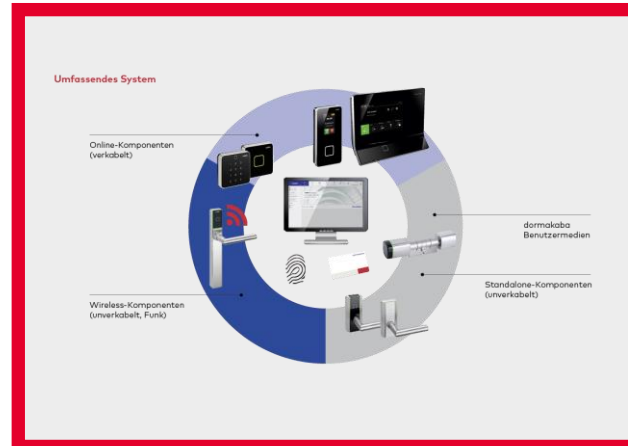 Umfassendes System
Online-Komponenten
(verkabelt)
dormakaba
Benutzermedien
Standalone-Komponenten
(unverkabelt)
Wireless-Komponenten
(unverkabelt, Funk)